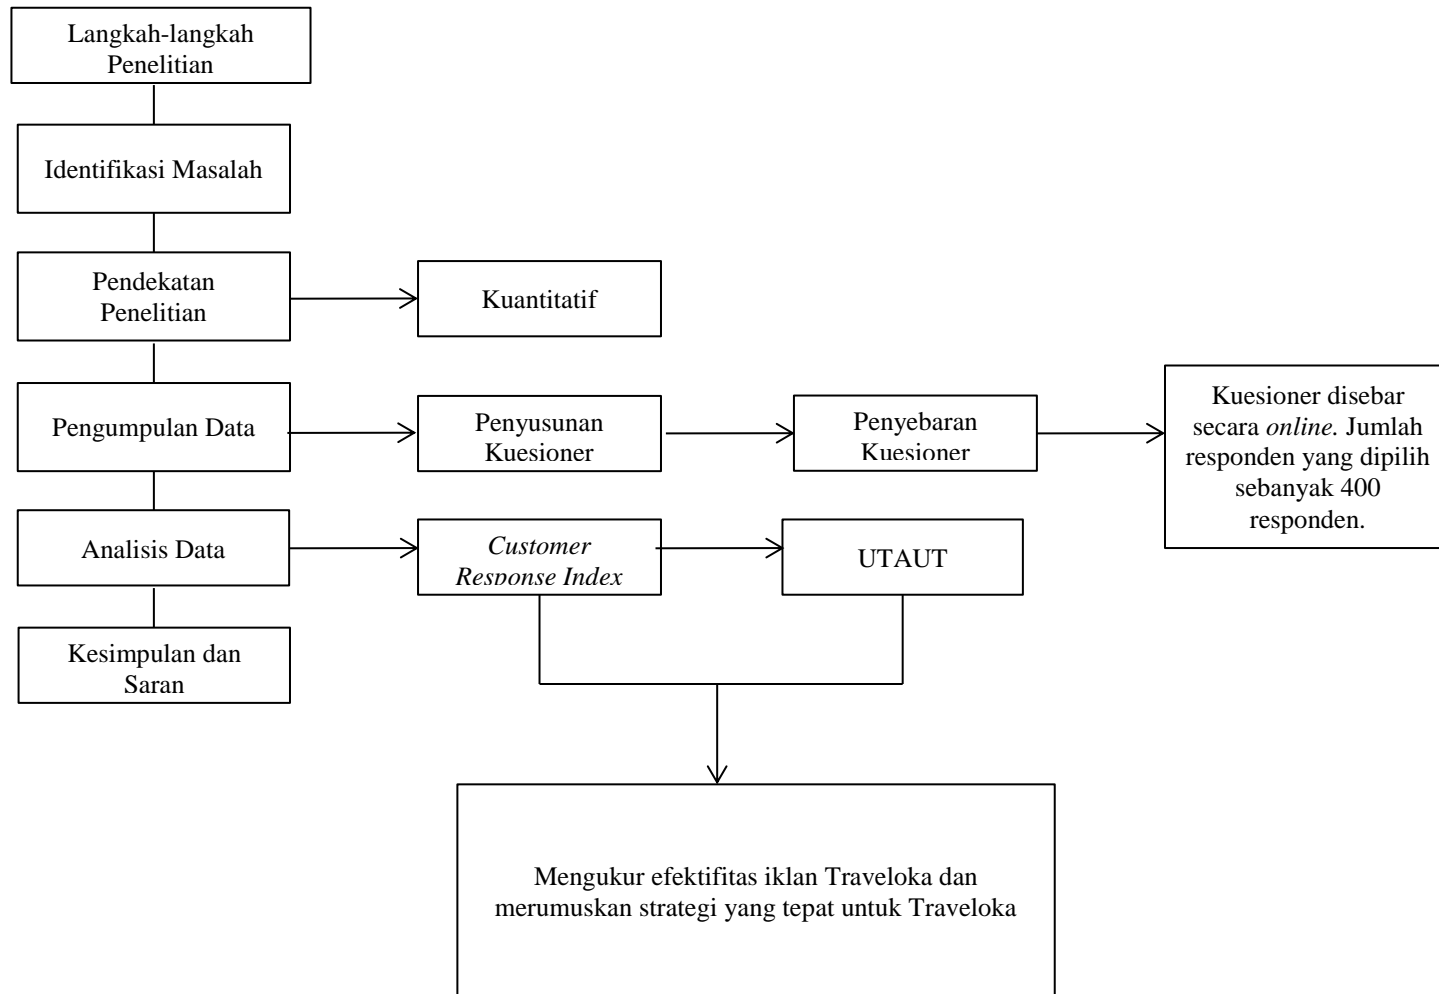 Langkah-langkah
Penelitian
Identifikasi Masalah
Pendekatan
Penelitian
Kuantitatif
Pengumpulan Data
Penyusunan
Kuesioner
Penyebaran
Kuesioner
Kuesioner disebar
secara online. Jumlah
responden yang dipilih
sebanyak 400
responden.
Analisis Data
Customer
Response Index
UTAUT
Kesimpulan dan
Saran
Mengukur efektifitas iklan Traveloka dan
merumuskan strategi yang tepat untuk Traveloka